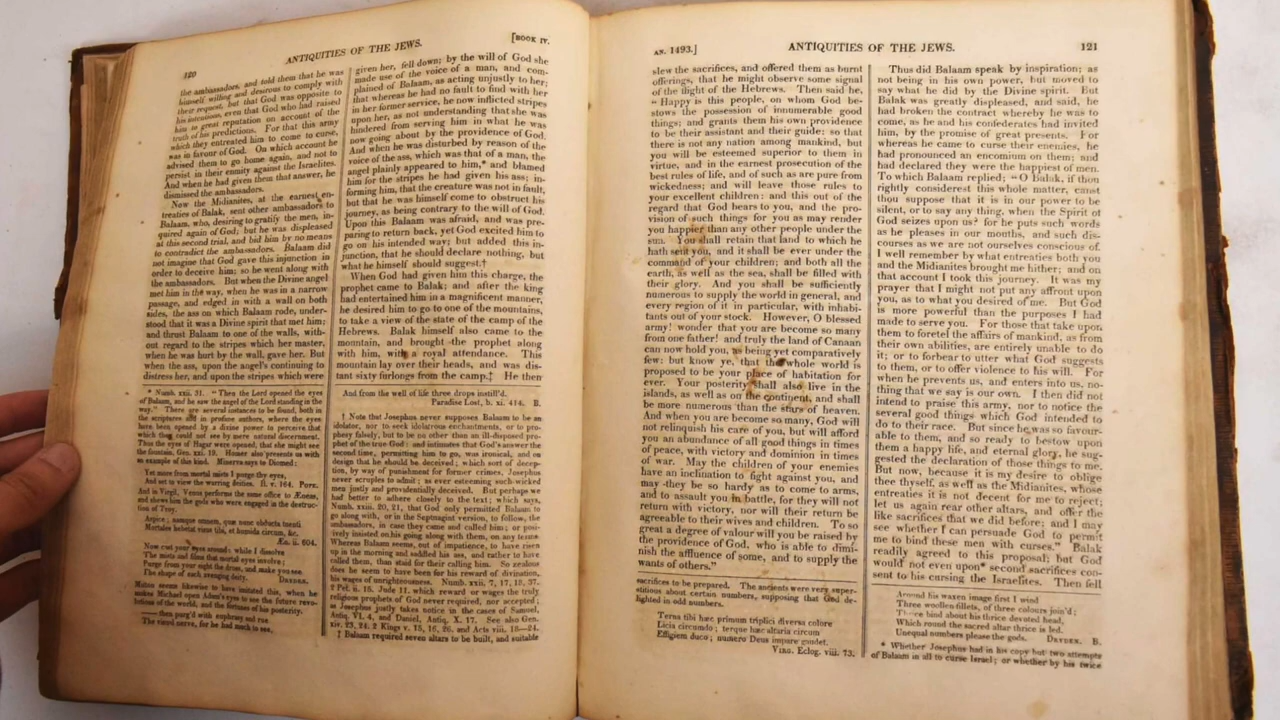 120
ANTIQUITIES OF THE JEWS.
[BOOK IV.
the ambassadors, and told them that he was
himself willing and desirous to comply with
their request, but that God was opposite to
his intentions, even that God who had raised
him to great reputation on account of the
truth of his predictions. For that this army
which they entreated him to come to curse,
was in favour of God. On which account he
advised them to go home again, and not to
persist in their enmity against the Israelites.
And when he had given them that answer, he
dismissed the ambassadors.
Now the Midianites, at the earnest en-
treaties of Balak, sent other ambassadors to
Balaam, who, desiring to gratify the men, in-
quired again of God; but he was displeased
at this second trial, and bid him by no means
to contradict the ambassadors. Balaam did
not imagine that God gave this injunction in
order to deceive him; so he went along with
the ambassadors. But when the Divine angel
met him in the way, when he was in a narrow
passage, and edged in with a wall on both
sides, the ass on which Balaam rode, under-
stood that it was a Divine spirit that met him;
and thrust Balaam to one of the walls, with-
out regard to the stripes which her master,
when he was hurt by the wall, gave her. But
when the ass, upon the angel's continuing to
distress her, and upon the stripes which were
* Numb. xxii. 31. "Then the Lord opened the eyes
of Balaam, and he saw the angel of the Lord standing in the
way." There are several instances to be found, both in
the scriptures and in profane authors, where the eyes
have been opened by a divine power to perceive that
which they could not see by mere natural discernment.
Thus the eyes of Hagar were opened, that she might see
the fountain. Gen. xxi. 19. Homer also presents us with
an example of this kind. Minerva says to Diomed:
Yet more from mortal mists I purge thy eyes,
And set to view the warring deities. Il. v. 164. POPE.
And in Virgil, Venus performs the same office to Æneas,
and shows him the gods who were engaged in the destruc-
tion of Troy.
Aspice; namque omnem, quæ nunc obducta tuenti
Mortales hebetat visus tibi, et humida circum, &c.
Æn. ii. 604.
Now cast your eyes around; while I dissolve
The mists and films that mortal eyes involve;
Purge from your sight the dross, and make you see
The shape of each avenging deity. DRYDEN.
Milton seems likewise to have imitated this, when he
makes Michael open Adam's eyes to see the future revo-
lutions of the world, and the fortunes of his posterity.
—— then purg'd with euphrasy and rue
The visual nerve, for he had much to see,
given her, fell down; by the will of God she
made use of the voice of a man, and com-
plained of Balaam, as acting unjustly to her;
that whereas he had no fault to find with her
in her former service, he now inflicted stripes
upon her, as not understanding that she was
hindered from serving him in what he was
now going about by the providence of God.
And when he was disturbed by reason of the
voice of the ass, which was that of a man, the
angel plainly appeared to him,* and blamed
him for the stripes he had given his ass; in-
forming him, that the creature was not in fault,
but that he was himself come to obstruct his
journey, as being contrary to the will of God.
Upon this Balaam was afraid, and was pre-
paring to return back, yet God excited him to
go on his intended way; but added this in-
junction, that he should declare nothing, but
what he himself should suggest.†
When God had given him this charge, the
prophet came to Balak; and after the king
had entertained him in a magnificent manner,
he desired him to go to one of the mountains,
to take a view of the state of the camp of the
Hebrews. Balak himself also came to the
mountain, and brought the prophet along
with him, with a royal attendance. This
mountain lay over their heads, and was dis-
tant sixty furlongs from the camp.‡ He then
And from the well of life three drops instill'd.
Paradise Lost, b. xi. 414. B.
† Note that Josephus never supposes Balaam to be an
idolator, nor to seek idolatrous enchantments, or to pro-
phesy falsely, but to be no other than an ill-disposed pro-
phet of the true God: and intimates that God's answer the
second time, permitting him to go, was ironical, and on
design that he should be deceived; which sort of decep-
tion, by way of punishment for former crimes, Josephus
never scruples to admit; as ever esteeming such wicked
men justly and providentially deceived. But perhaps we
had better to adhere closely to the text; which says,
Numb. xxiii. 20, 21, that God only permitted Balaam to
go along with, or in the Septuagint version, to follow, the
ambassadors, in case they came and called him; or posi-
tively insisted on his going along with them, on any terms.
Whereas Balaam seems, out of impatience, to have risen
up in the morning and saddled his ass, and rather to have
called them, than staid for their calling him. So zealous
does he seem to have been for his reward of divination,
his wages of unrighteousness. Numb. xxii, 7, 17, 18, 37.
2 Pet. ii. 15. Jude 11. which reward or wages the truly
religious prophets of God never required, nor accepted;
as Josephus justly takes notice in the cases of Samuel,
Antiq. VI. 4, and Daniel, Antiq. X. 17. See also Gen.
xiv. 23, 24. 2 Kings v. 15, 16, 26, and Acts viii. 18—24.
‡ Balaam required seven altars to be built, and suitable
AN. 1493.]
ANTIQUITIES OF THE JEWS.
121
slew the sacrifices, and offered them as burnt
offerings, that he might observe some signal
of the flight of the Hebrews. Then said he,
"Happy is this people, on whom God be-
stows the possession of innumerable good
things; and grants them his own providence
to be their assistant and their guide: so that
there is not any nation among mankind, but
you will be esteemed superior to them in
virtue, and in the earnest prosecution of the
best rules of life, and of such as are pure from
wickedness; and will leave those rules to
your excellent children: and this out of the
regard that God bears to you, and the pro-
vision of such things for you as may render
you happier than any other people under the
sun. You shall retain that land to which he
hath sent you, and it shall be ever under the
command of your children; and both all the
earth, as well as the sea, shall be filled with
their glory. And you shall be sufficiently
numerous to supply the world in general, and
every region of it in particular, with inhabi-
tants out of your stock. However, O blessed
army! wonder that you are become so many
from one father! and truly the land of Canaan
can now hold you, as being yet comparatively
few; but know ye, that the whole world is
proposed to be your place of habitation for
ever. Your posterity shall also live in the
islands, as well as on the continent, and shall
be more numerous than the stars of heaven.
And when you are become so many, God will
not relinquish his care of you, but will afford
you an abundance of all good things in times
of peace, with victory and dominion in times
of war. May the children of your enemies
have an inclination to fight against you, and
may they be so hardy as to come to arms,
and to assault you in battle, for they will not
return with victory, nor will their return be
agreeable to their wives and children. To so
great a degree of valour will you be raised by
the providence of God, who is able to dimi-
nish the affluence of some, and to supply the
wants of others."
sacrifices to be prepared. The ancients were very super-
stitious about certain numbers, supposing that God de-
lighted in odd numbers.
Terna tibi hæc primum triplici diversa colore
Licia circumdo; terque hæc altaria circum
Effigiem duco; numero Deus impare gaudet.
VIRG. Eclog. viii. 73.
Thus did Balaam speak by inspiration; as
not being in his own power, but moved to
say what he did by the Divine spirit. But
Balak was greatly displeased, and said, he
had broken the contract whereby he was to
come, as he and his confederates had invited
him, by the promise of great presents. For
whereas he came to curse their enemies, he
had pronounced an encomium on them; and
had declared they were the happiest of men.
To which Balaam replied; "O Balak, if thou
rightly considerest this whole matter, canst
thou suppose that it is in our power to be
silent, or to say any thing, when the Spirit of
God seizes upon us? for he puts such words
as he pleases in our mouths, and such dis-
courses as we are not ourselves conscious of.
I well remember by what entreaties both you
and the Midianites brought me hither; and on
that account I took this journey. It was my
prayer that I might not put any affront upon
you, as to what you desired of me. But God
is more powerful than the purposes I had
made to serve you. For those that take upon
them to foretell the affairs of mankind, as from
their own abilities, are entirely unable to do
it; or to forbear to utter what God suggests
to them, or to offer violence to his will. For
when he prevents us, and enters into us, no-
thing that we say is our own. I then did not
intend to praise this army, nor to notice the
several good things which God intended to
do to their race. But since he was so favour-
able to them, and so ready to bestow upon
them a happy life, and eternal glory, he sug-
gested the declaration of those things to me.
But now, because it is my desire to oblige
thee thyself, as well as the Midianites, whose
entreaties it is not decent for me to reject;
let us again rear other altars, and offer the
like sacrifices that we did before; and I may
see whether I can persuade God to permit
me to bind these men with curses." Balak
readily agreed to this proposal; but God
would not even upon* second sacrifices con-
sent to his cursing the Israelites. Then fell
Around his waxen image first I wind
Three woollen fillets, of three colours join'd;
Thrice bind about his thrice devoted head,
Which round the sacred altar thrice is led.
Unequal numbers please the gods. DRYDEN. B.
* Whether Josephus had in his copy but two attempts
of Balaam in all to curse Israel; or whether by his twice